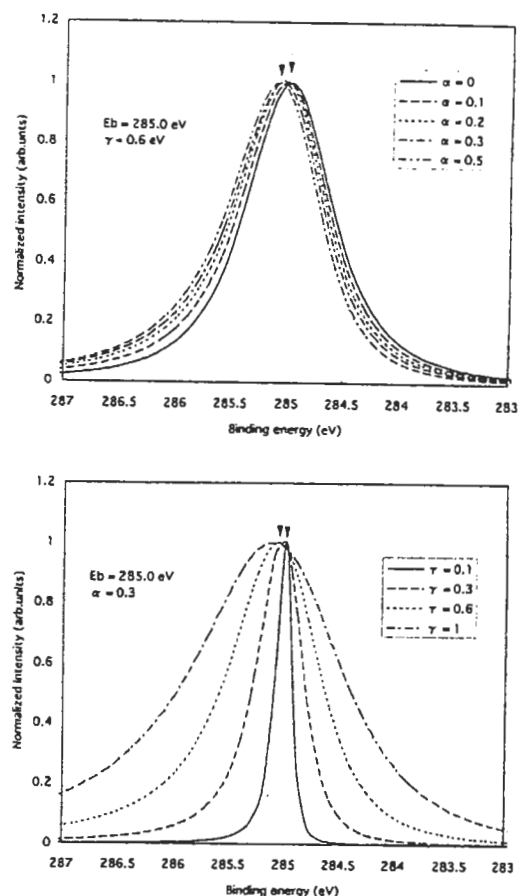 1.2
1
0.8
0.6
0.4
0.2
0
Normalized intensity (arb.units)
Eb = 285.0 eV
γ = 0.6 eV
α = 0
α = 0.1
α = 0.2
α = 0.3
α = 0.5
287 286.5 286 285.5 285 284.5 284 283.5 283
Binding energy (eV)
1.2
1
0.8
0.6
0.4
0.2
0
Normalized intensity (arb.units)
Eb = 285.0 eV
α = 0.3
γ = 0.1
γ = 0.3
γ = 0.6
γ = 1
287 286.5 286 285.5 285 284.5 284 283.5 283
Binding energy (eV)